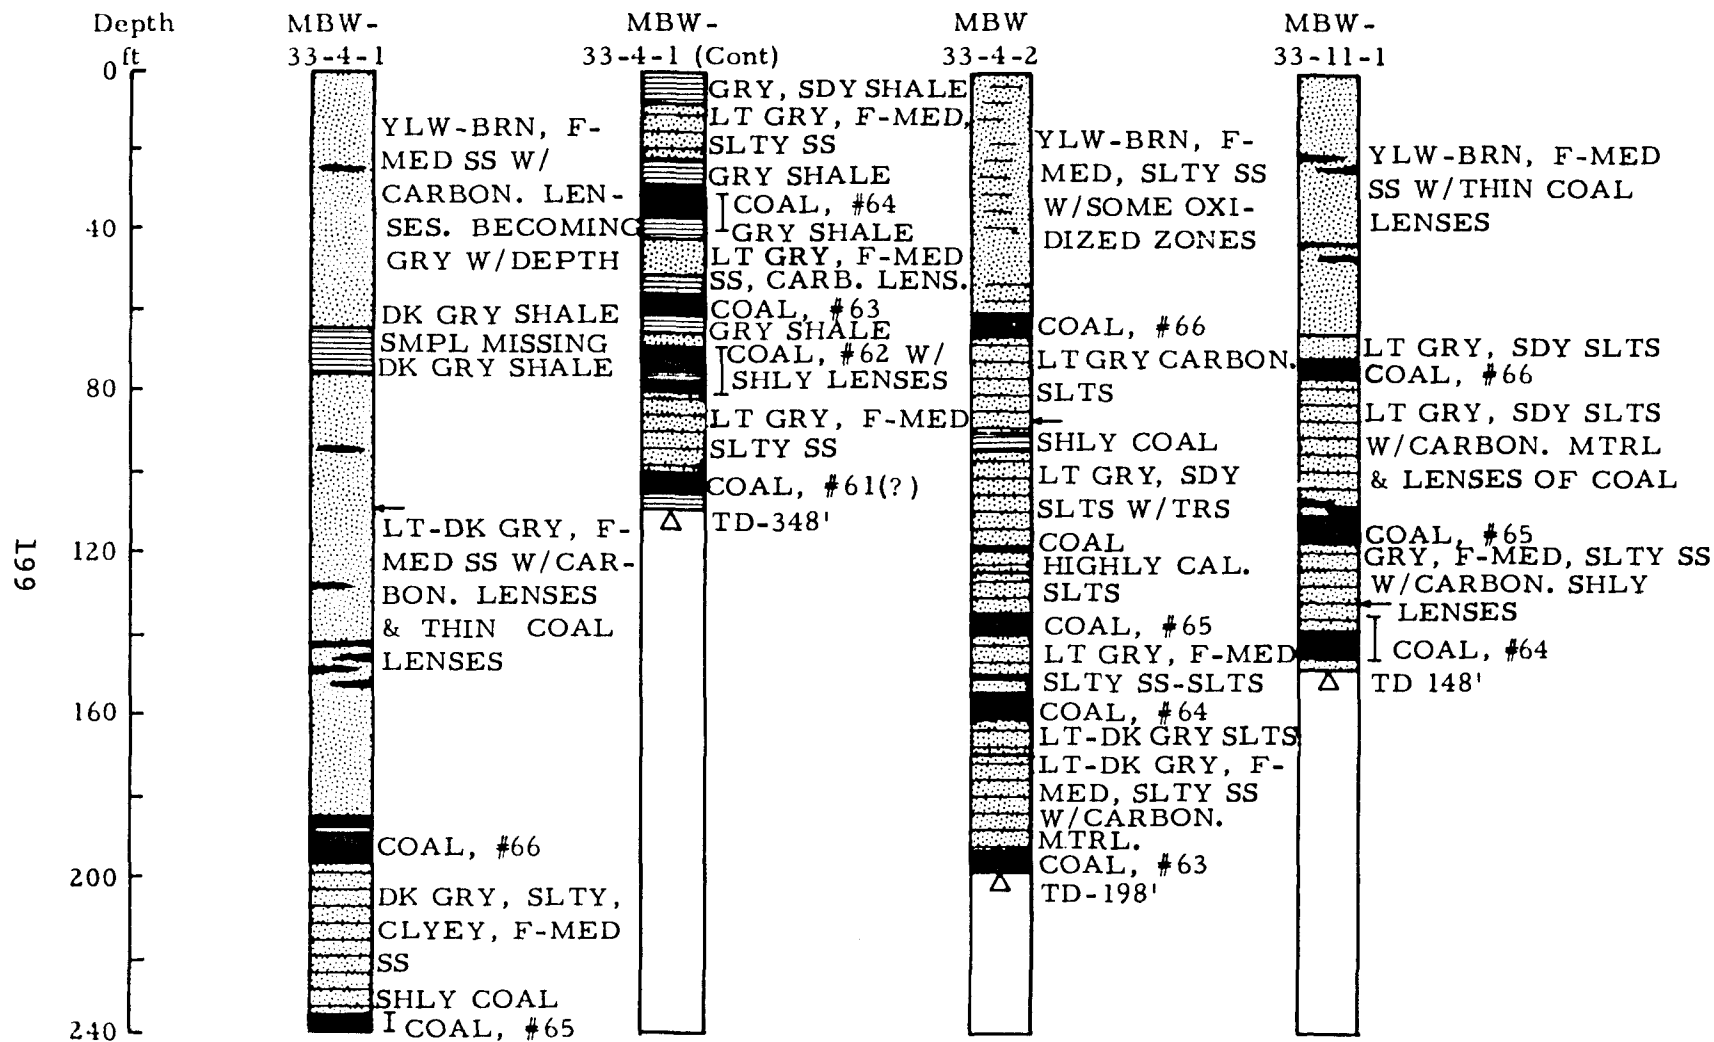 Depth
ft
0
40
80
120
160
200
240
199
MBW-
33-4-1
YLW-BRN, F-
MED SS W/
CARBON. LEN-
SES. BECOMING
GRY W/DEPTH
DK GRY SHALE
SMPL MISSING
DK GRY SHALE
LT-DK GRY, F-
MED SS W/CAR-
BON. LENSES
& THIN COAL
LENSES
COAL, #66
DK GRY, SLTY,
CLYEY, F-MED
SS
SHLY COAL
COAL, #65
MBW-
33-4-1 (Cont)
GRY, SDY SHALE
LT GRY, F-MED,
SLTY SS
GRY SHALE
COAL, #64
GRY SHALE
LT GRY, F-MED
SS, CARB. LENS.
COAL, #63
GRY SHALE
COAL, #62 W/
SHLY LENSES
LT GRY, F-MED
SLTY SS
COAL, #61(?)
TD-348'
MBW
33-4-2
YLW-BRN, F-
MED, SLTY SS
W/SOME OXI-
DIZED ZONES
COAL, #66
LT GRY CARBON.
SLTS
SHLY COAL
LT GRY, SDY
SLTS W/TRS
COAL
HIGHLY CAL.
SLTS
COAL, #65
LT GRY, F-MED
SLTY SS-SLTS
COAL, #64
LT-DK GRY SLTS
LT-DK GRY, F-
MED, SLTY SS
W/CARBON.
MTRL.
COAL, #63
TD-198'
MBW-
33-11-1
YLW-BRN, F-MED
SS W/THIN COAL
LENSES
LT GRY, SDY SLTS
COAL, #66
LT GRY, SDY SLTS
W/CARBON. MTRL
& LENSES OF COAL
COAL, #65
GRY, F-MED, SLTY SS
W/CARBON. SHLY
LENSES
COAL, #64
TD 148'